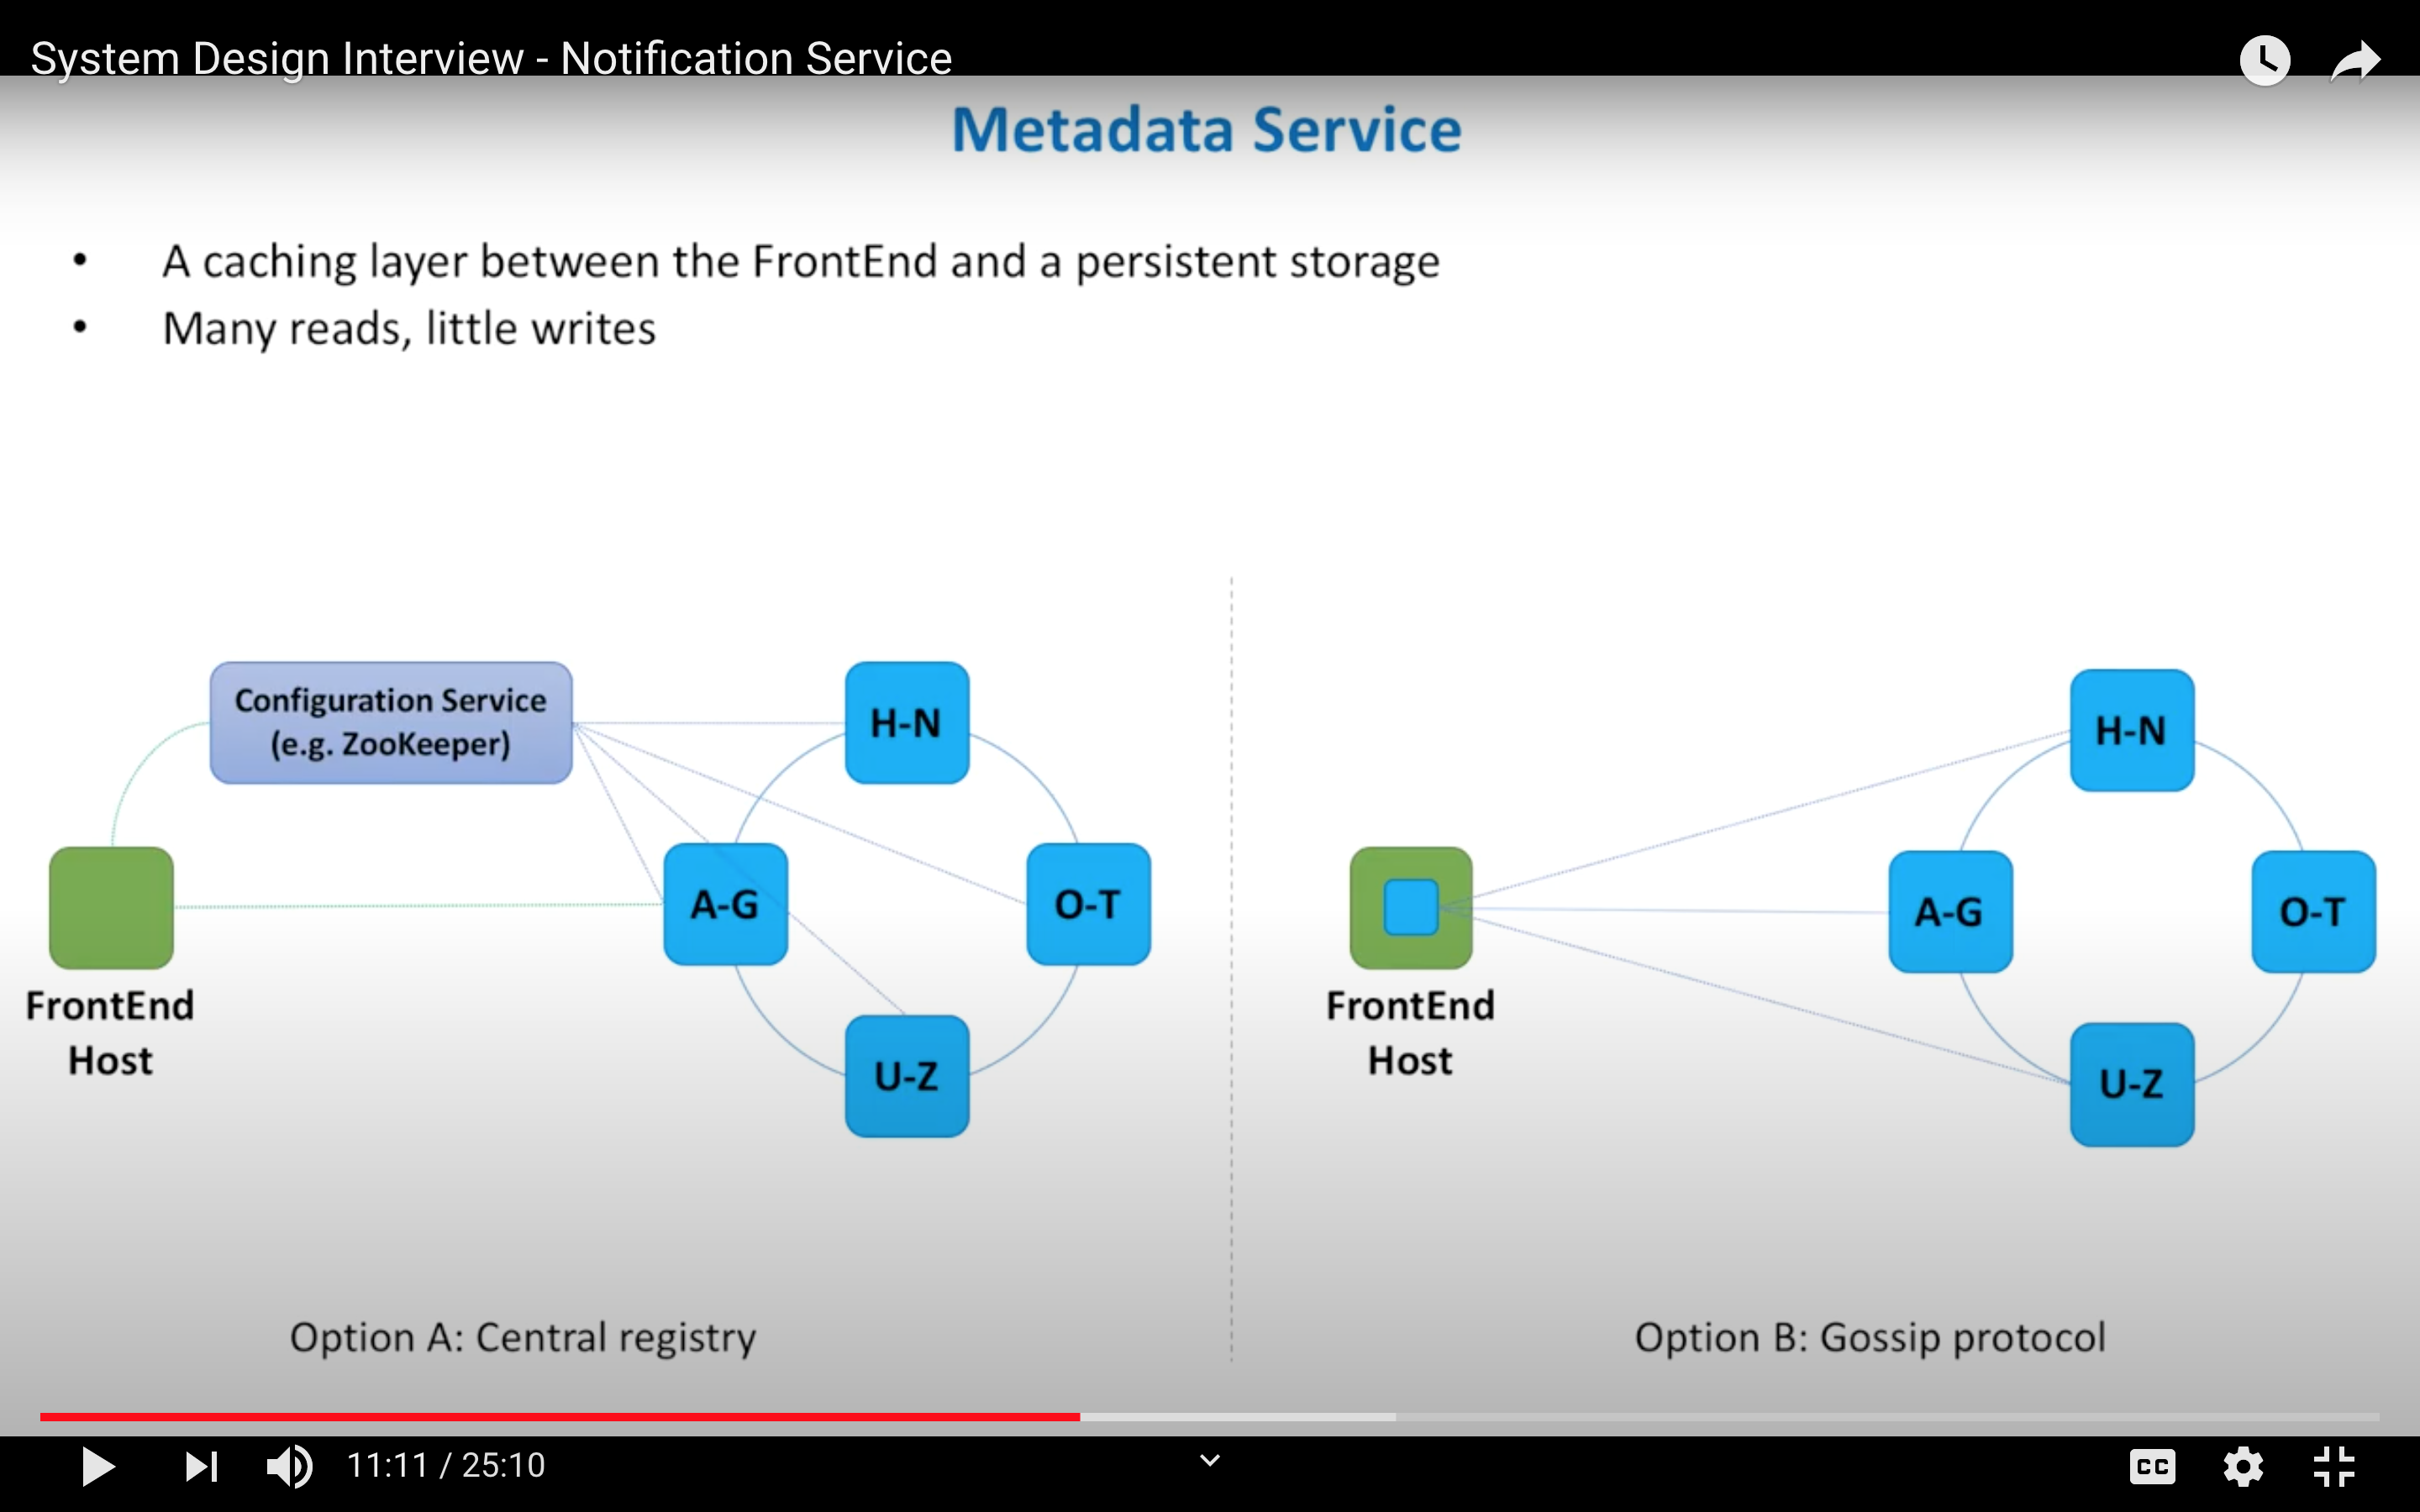 System Design Interview - Notification Service
Metadata Service
• A caching layer between the FrontEnd and a persistent storage
• Many reads, little writes
Configuration Service
(e.g. ZooKeeper)
H-N
A-G
O-T
U-Z
FrontEnd
Host
Option A: Central registry
H-N
A-G
O-T
U-Z
FrontEnd
Host
Option B: Gossip protocol
11:11 / 25:10
CC